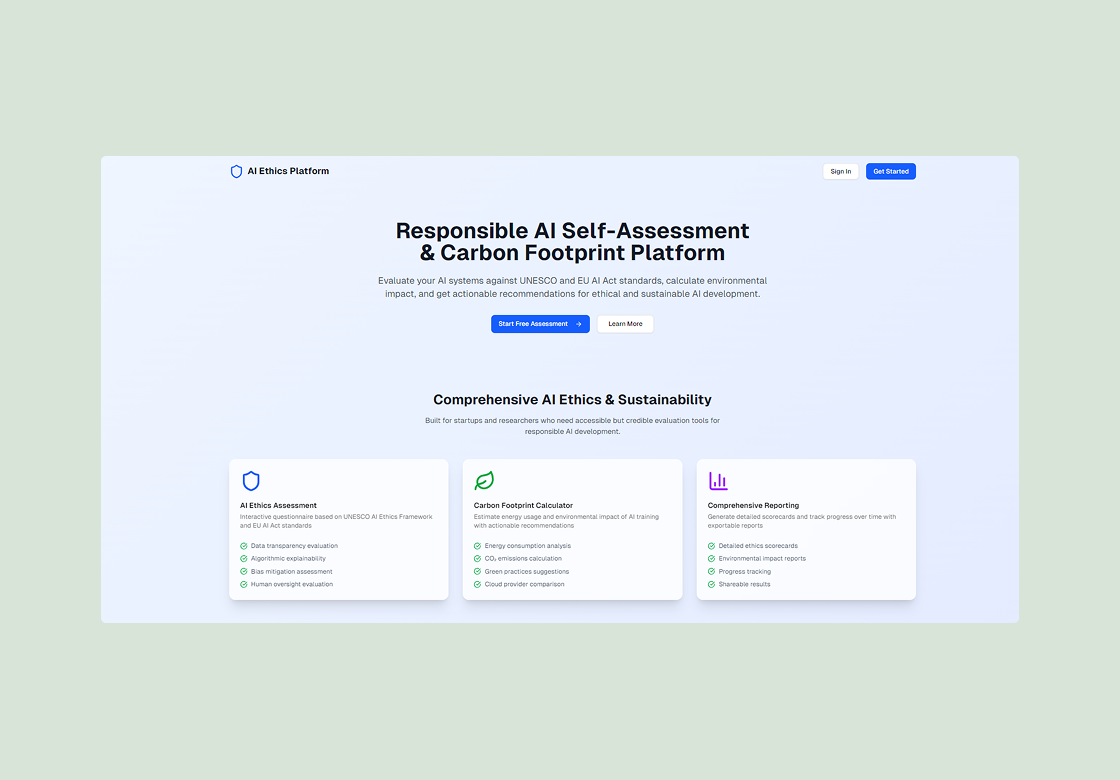 AI Ethics Platform
Sign In
Get Started
Responsible AI Self-Assessment
& Carbon Footprint Platform
Evaluate your AI systems against UNESCO and EU AI Act standards, calculate environmental
impact, and get actionable recommendations for ethical and sustainable AI development.
Start Free Assessment →
Learn More
Comprehensive AI Ethics & Sustainability
Built for startups and researchers who need accessible but credible evaluation tools for
responsible AI development.
AI Ethics Assessment
Interactive questionnaire based on UNESCO AI Ethics Framework
and EU AI Act standards
Data transparency evaluation
Algorithmic explainability
Bias mitigation assessment
Human oversight evaluation
Carbon Footprint Calculator
Estimate energy usage and environmental impact of AI training
with actionable recommendations
Energy consumption analysis
CO₂ emissions calculation
Green practices suggestions
Cloud provider comparison
Comprehensive Reporting
Generate detailed scorecards and track progress over time with
exportable reports
Detailed ethics scorecards
Environmental impact reports
Progress tracking
Shareable results